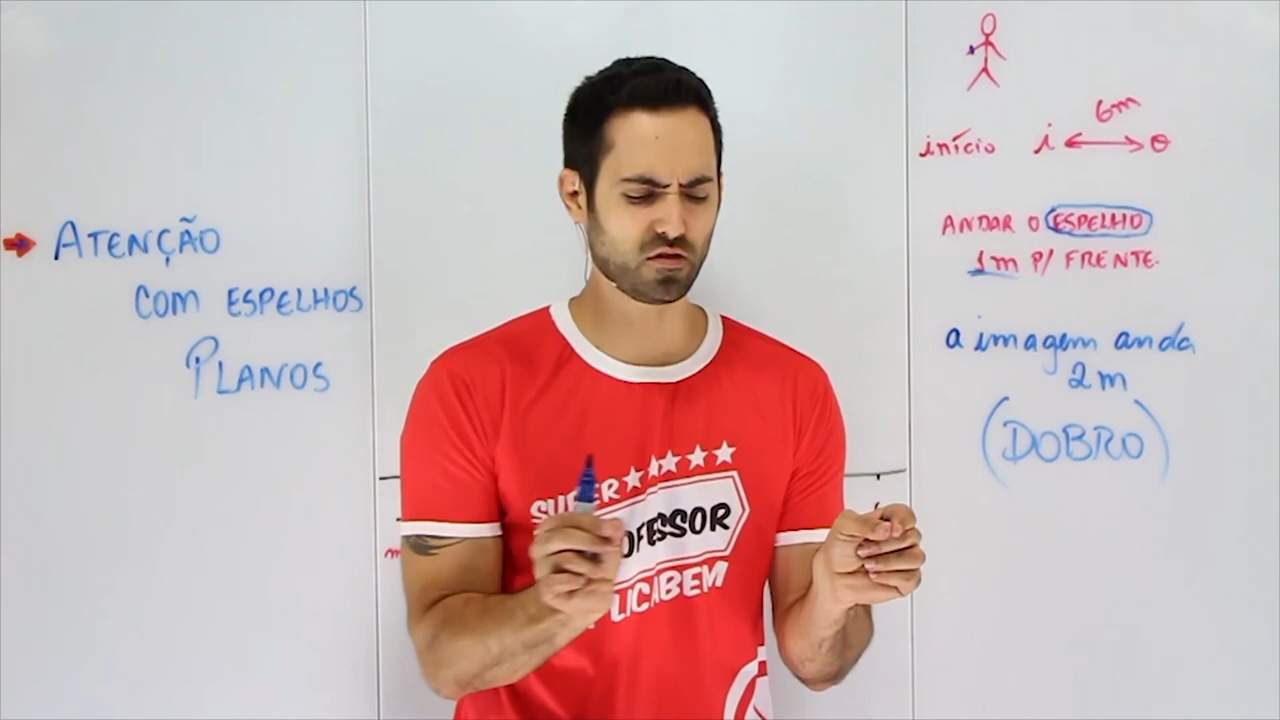 ATENÇÃO
COM ESPELHOS
PLANOS
6m
início i ⟷ o
ANDAR O ESPELHO
1m P/ FRENTE.
a imagem anda
2m
(DOBRO)
SUPER
PROFESSOR
EXPLICABEM
m